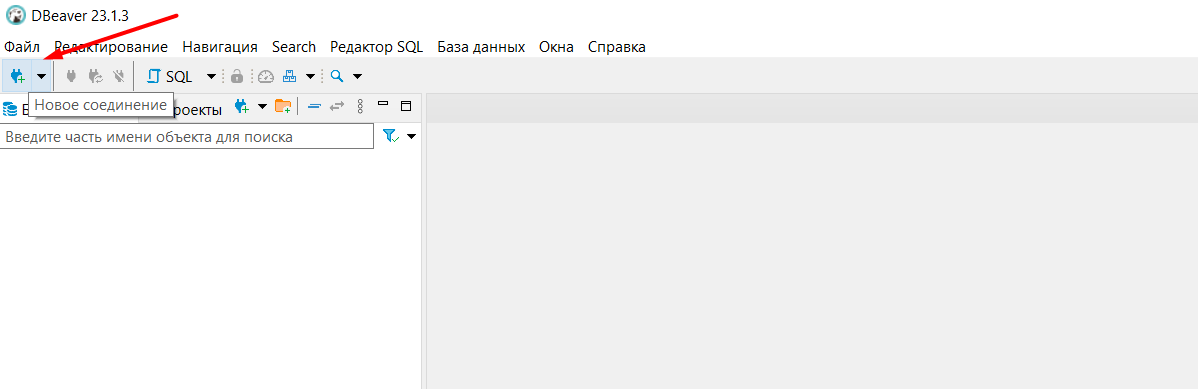 DBeaver 23.1.3
Файл Редактирование Навигация Search Редактор SQL База данных Окна Справка
SQL
Новое соединение
Введите часть имени объекта для поиска